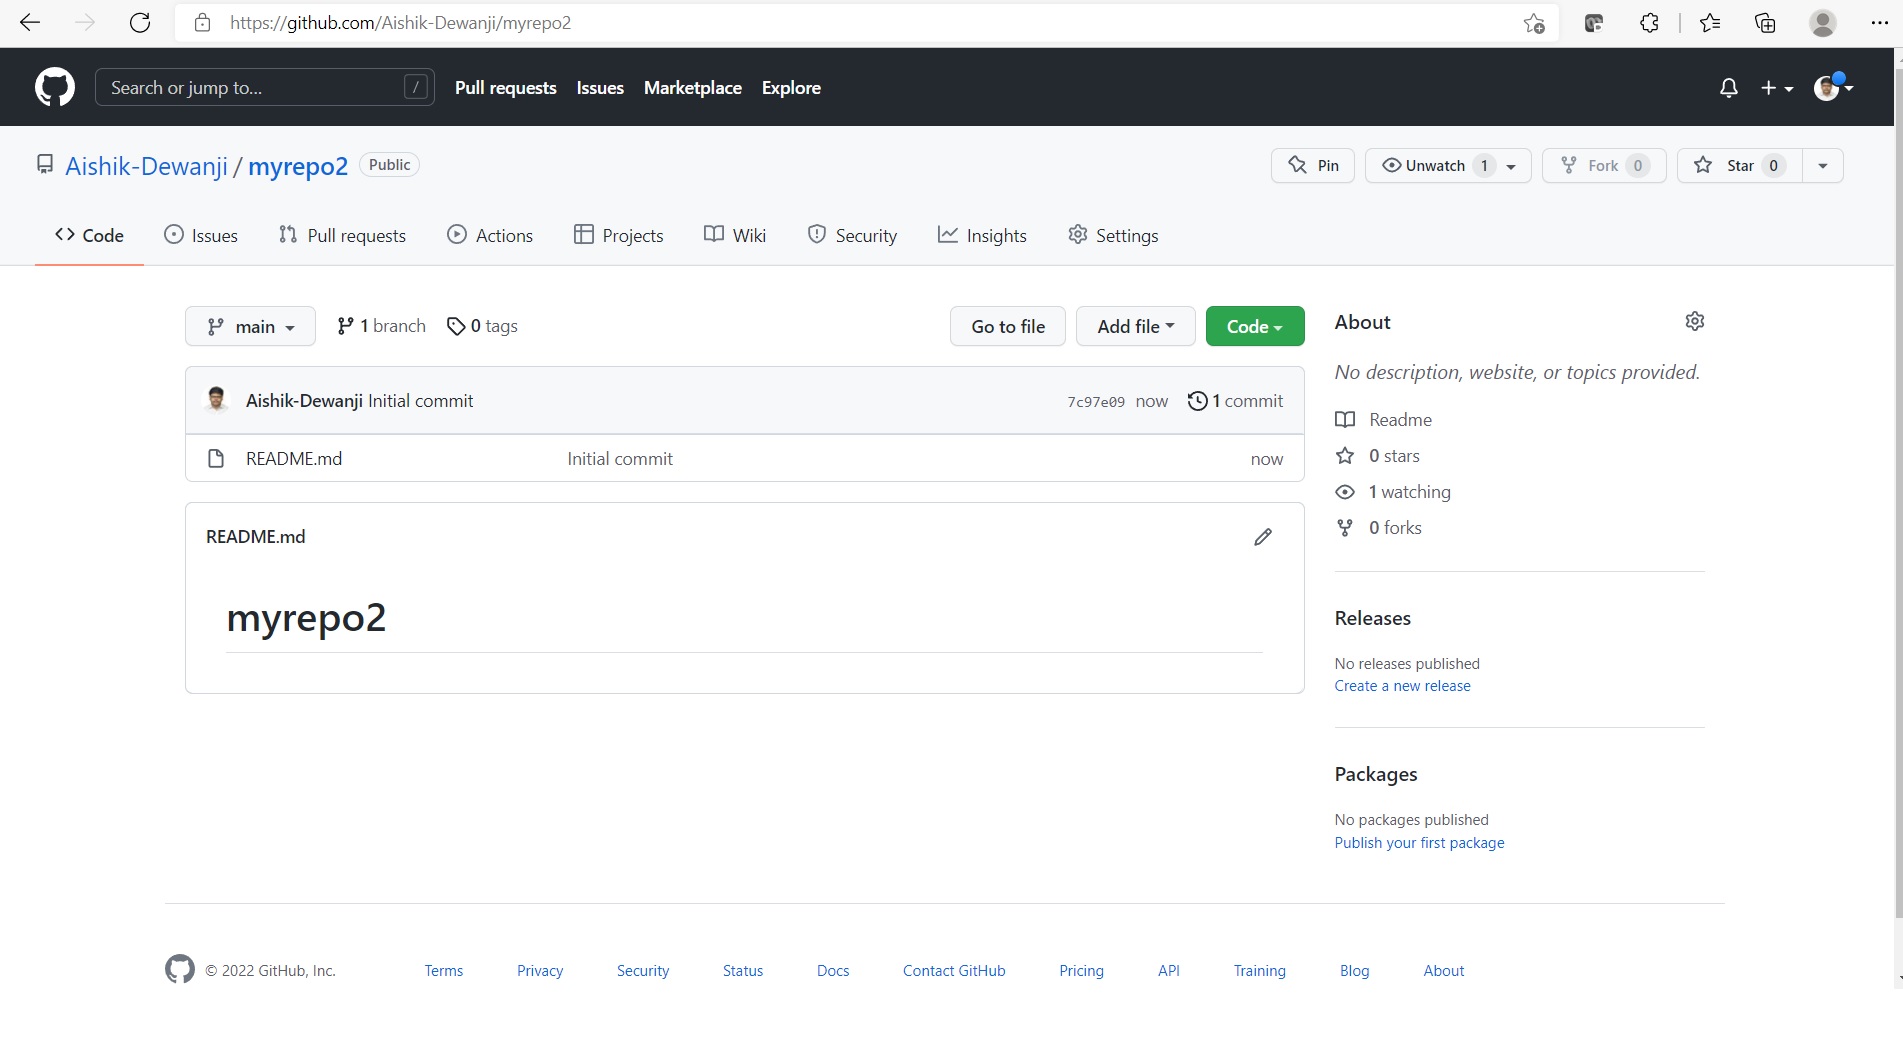 https://github.com/Aishik-Dewanji/myrepo2
Search or jump to... / Pull requests Issues Marketplace Explore
Aishik-Dewanji / myrepo2 Public Pin Unwatch 1 Fork 0 Star 0
Code Issues Pull requests Actions Projects Wiki Security Insights Settings
main 1 branch 0 tags Go to file Add file Code
Aishik-Dewanji Initial commit 7c97e09 now 1 commit
README.md Initial commit now
README.md
myrepo2
About
No description, website, or topics provided.
Readme
0 stars
1 watching
0 forks
Releases
No releases published
Create a new release
Packages
No packages published
Publish your first package
© 2022 GitHub, Inc. Terms Privacy Security Status Docs Contact GitHub Pricing API Training Blog About